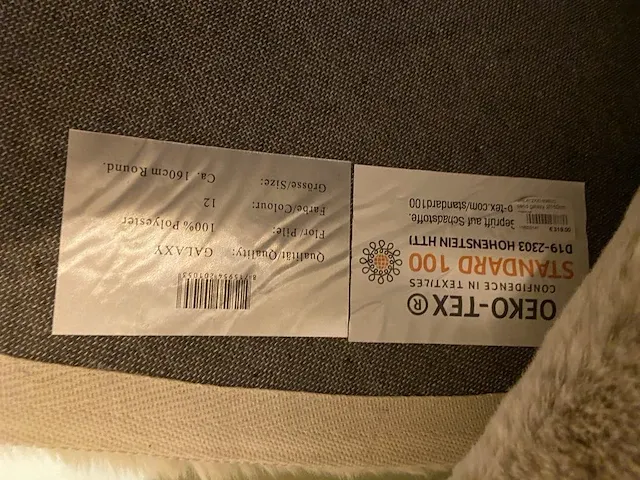 Qualität/Quality: GALAXY
Flor/Pile: 100% Polyester
Farbe/Colour: 12
Grösse/Size: Ca. 160cm Round.
OEKO-TEX®
CONFIDENCE IN TEXTILES
STANDARD 100
D19-2303 HOHENSTEIN HTTI
geprüft auf Schadstoffe.
D-tex.com/standard100